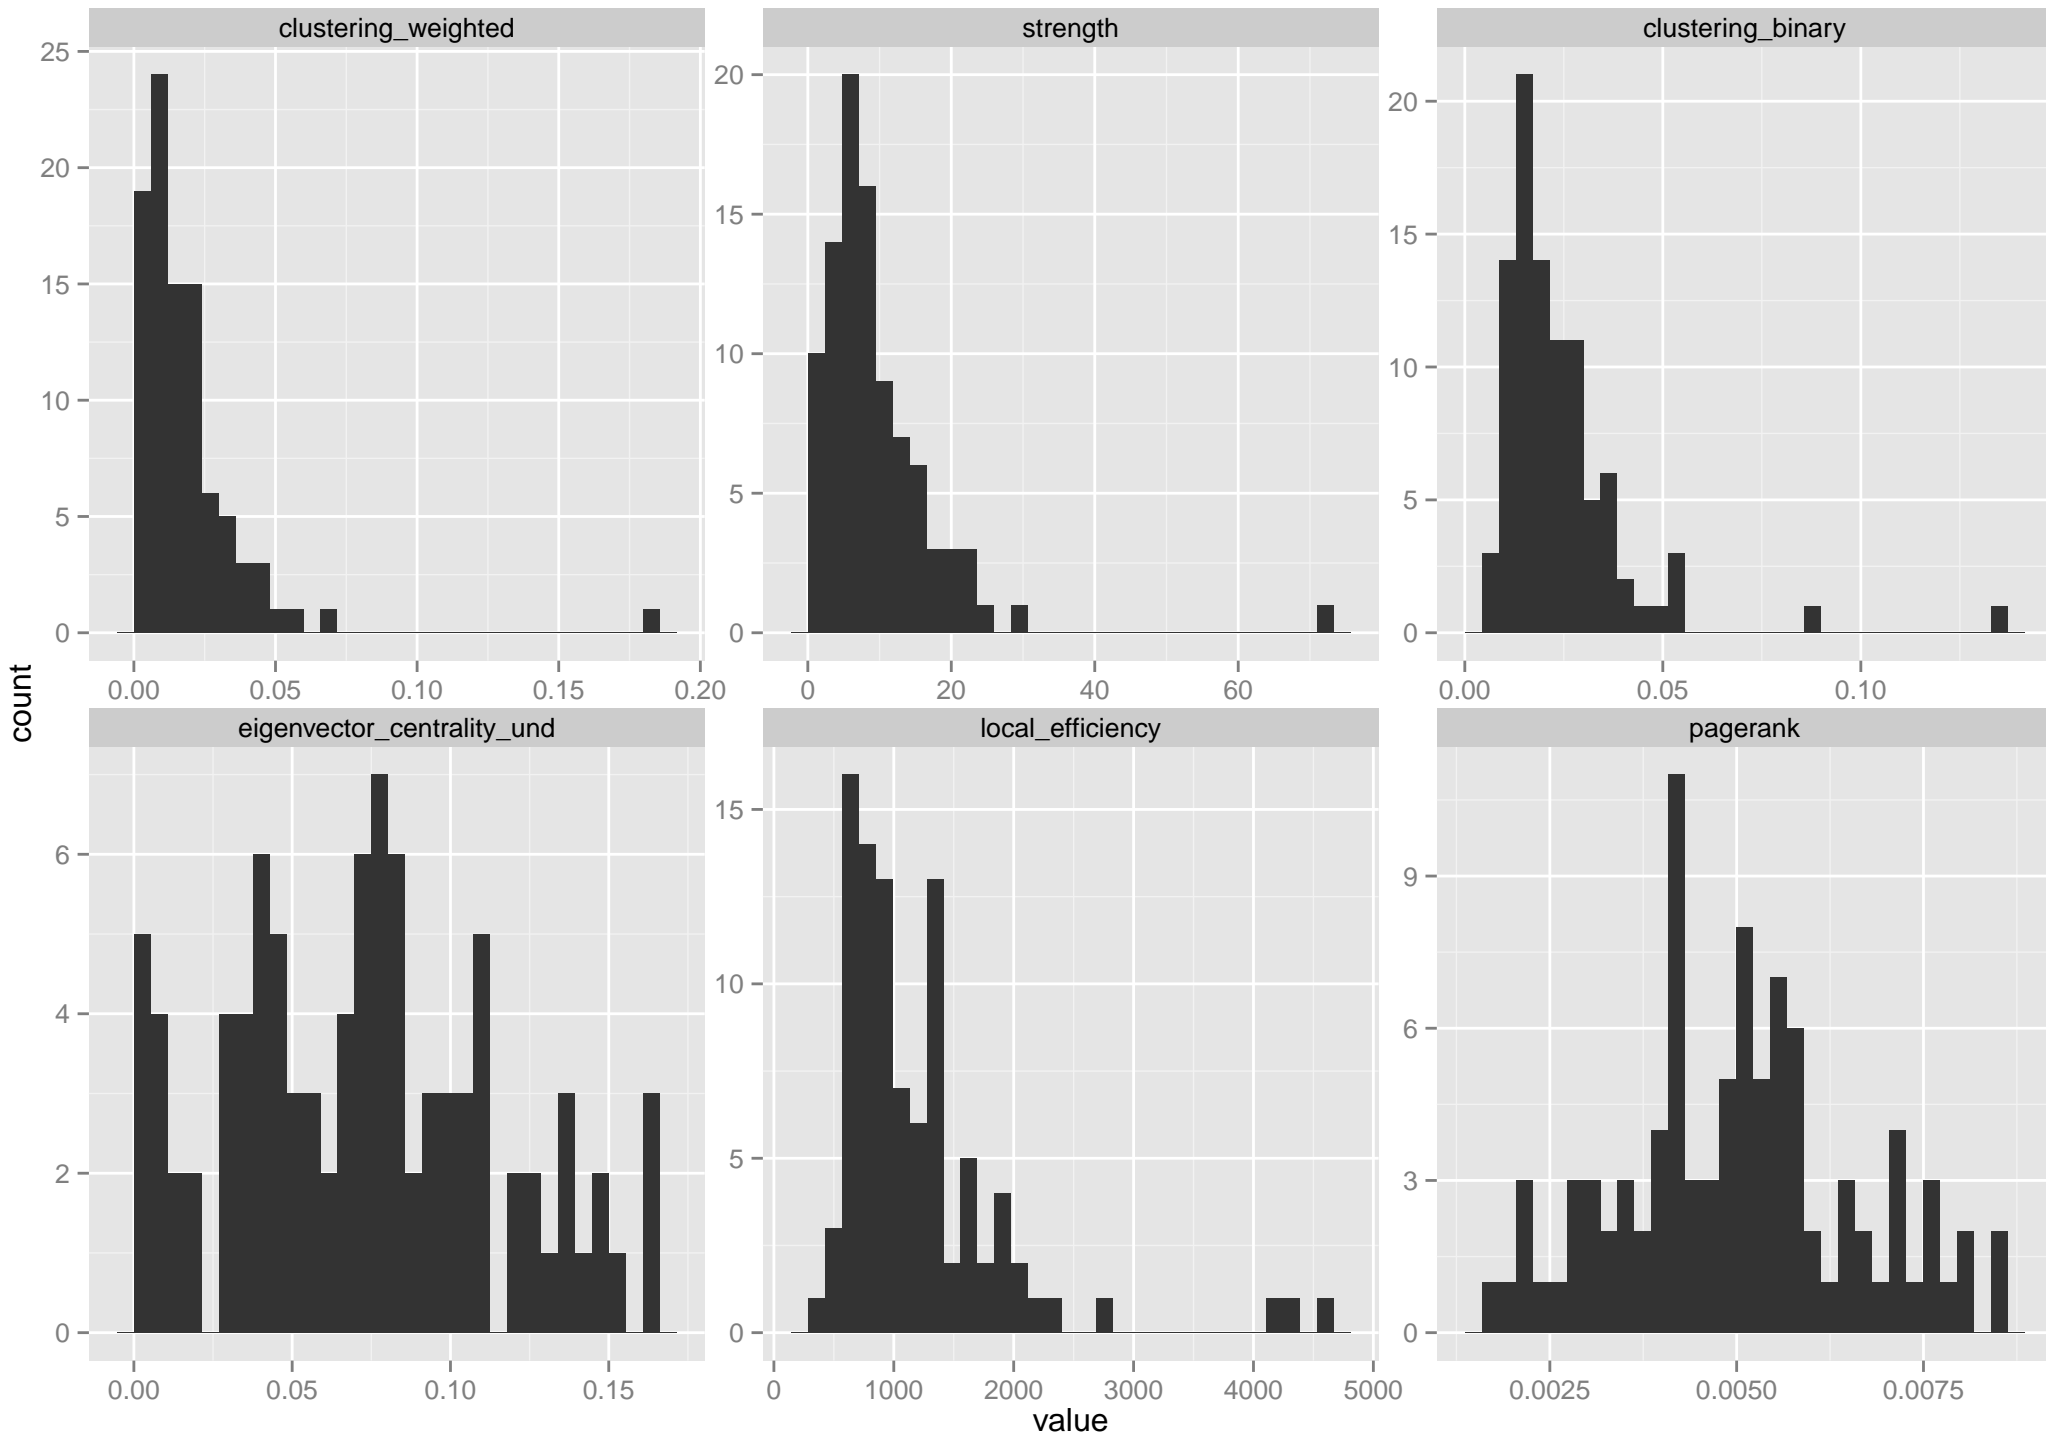 clustering_weighted
strength
clustering_binary
25
20
15
10
5
0
0.00 0.05 0.10 0.15 0.20
20
15
10
5
0
0 20 40 60
20
15
10
5
0
0.00 0.05 0.10
count
eigenvector_centrality_und
local_efficiency
pagerank
6
4
2
0
0.00 0.05 0.10 0.15
15
10
5
0
0 1000 2000 3000 4000 5000
9
6
3
0
0.0025 0.0050 0.0075
value